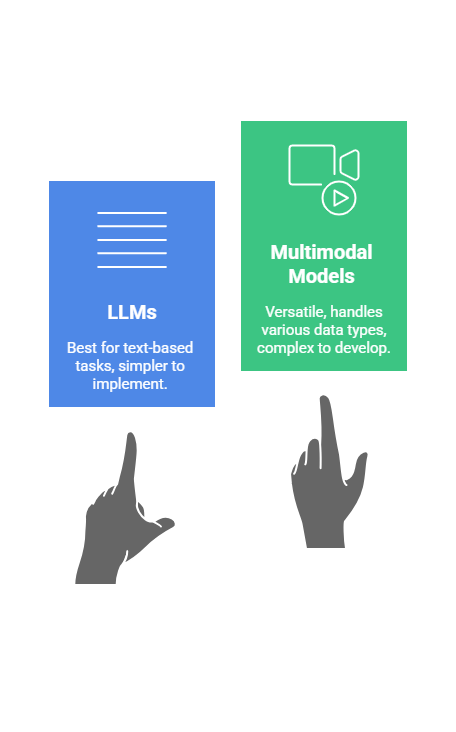 LLMs
Best for text-based
tasks, simpler to
implement.
Multimodal
Models
Versatile, handles
various data types,
complex to develop.